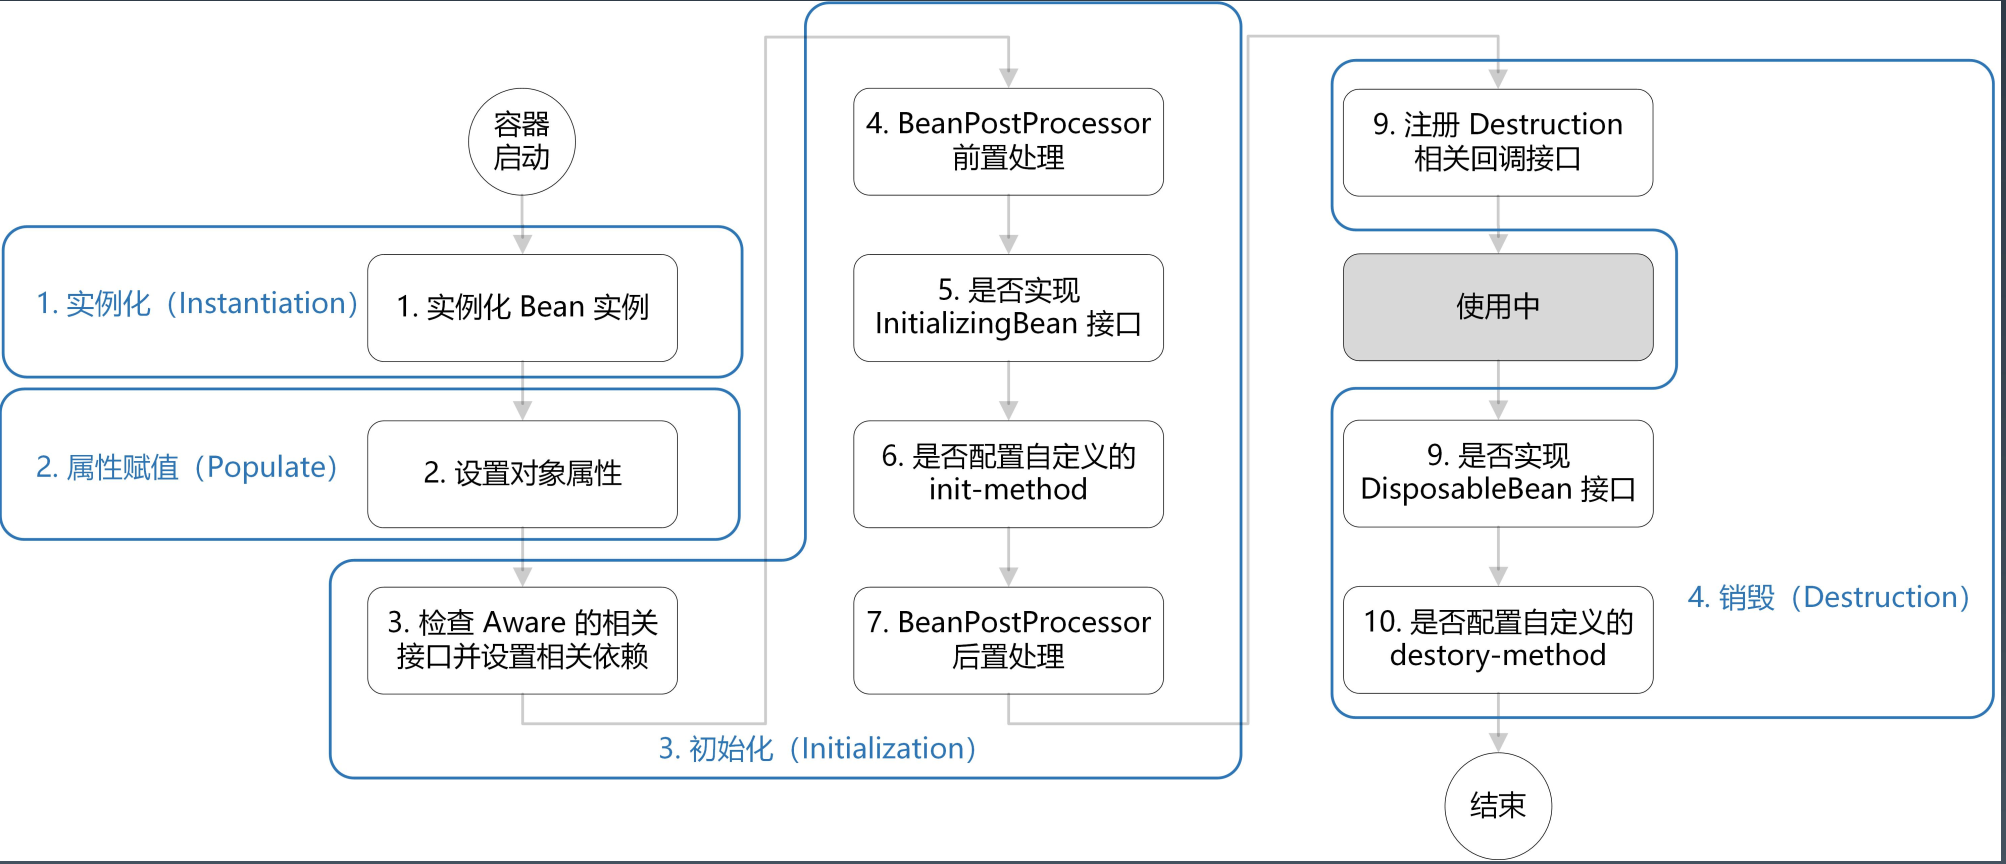 容器
启动
1. 实例化（Instantiation）
1. 实例化 Bean 实例
2. 属性赋值（Populate）
2. 设置对象属性
3. 检查 Aware 的相关
接口并设置相关依赖
3. 初始化（Initialization）
4. BeanPostProcessor
前置处理
5. 是否实现
InitializingBean 接口
6. 是否配置自定义的
init-method
7. BeanPostProcessor
后置处理
9. 注册 Destruction
相关回调接口
使用中
9. 是否实现
DisposableBean 接口
10. 是否配置自定义的
destory-method
4. 销毁（Destruction）
结束